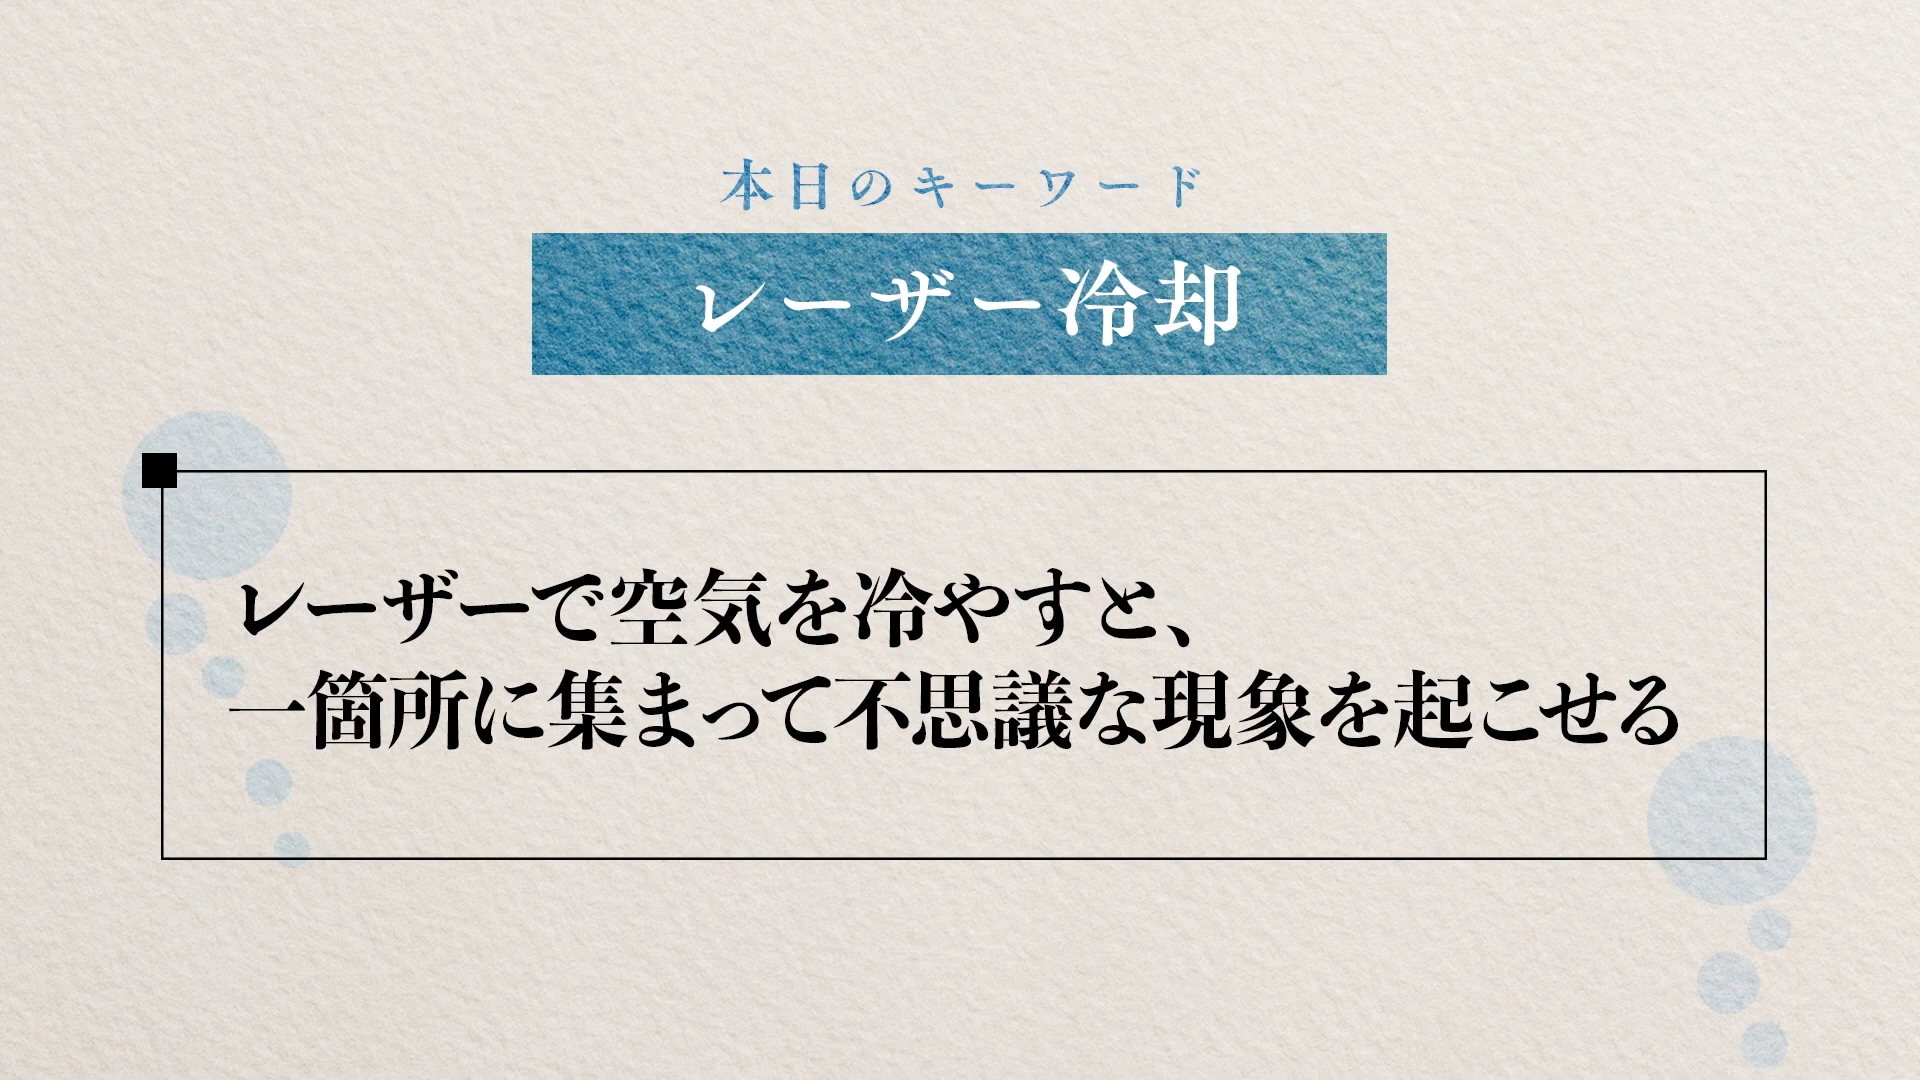 本日のキーワード
レーザー冷却
レーザーで空気を冷やすと、
一箇所に集まって不思議な現象を起こせる